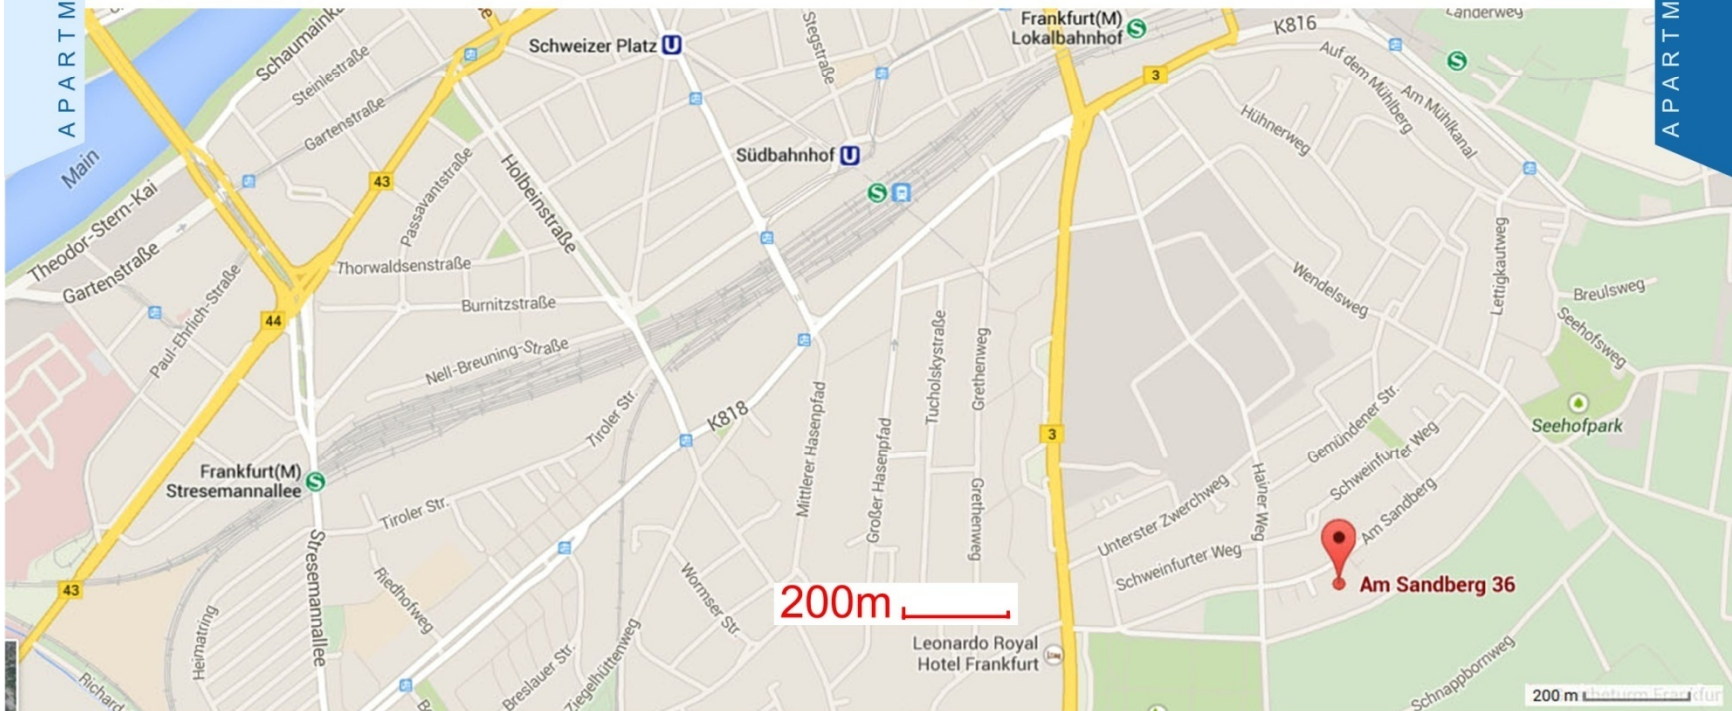 APARTM
Schaumainka
Steinlestraße
Gartenstraße
Schweizer Platz
U
Stegstraße
Frankfurt(M)
Lokalbahnhof
S
K816
Länderweg
S
APARTM
3
Auf dem Mühlberg
Am Mühlkanal
Hühnerweg
Main
Theodor-Stern-Kai
Gartenstraße
Paul-Ehrlich-Straße
43
Passavantstraße
Holbeinstraße
Südbahnhof
U
S
Thorwaldsenstraße
Burnitzstraße
44
Nell-Breuning-Straße
Wendelsweg
Lettigkautweg
Breulsweg
Seehofsweg
Seehofpark
Tiroler Str.
K818
Mittlerer Hasenpfad
Großer Hasenpfad
Tucholskystraße
Grethenweg
Grethenweg
3
Frankfurt(M)
Stresemannallee
S
Tiroler Str.
Stresemannallee
Riedhofweg
Heimatring
43
Richard
Wormser Str.
Breslauer Str.
Ziegelhüttenweg
200m
Leonardo Royal
Hotel Frankfurt
Unterster Zwerchweg
Schweinfurter Weg
Hainer Weg
Gemündener Str.
Schweinfurter Weg
Am Sandberg
Am Sandberg 36
Schnappbornweg
200 m